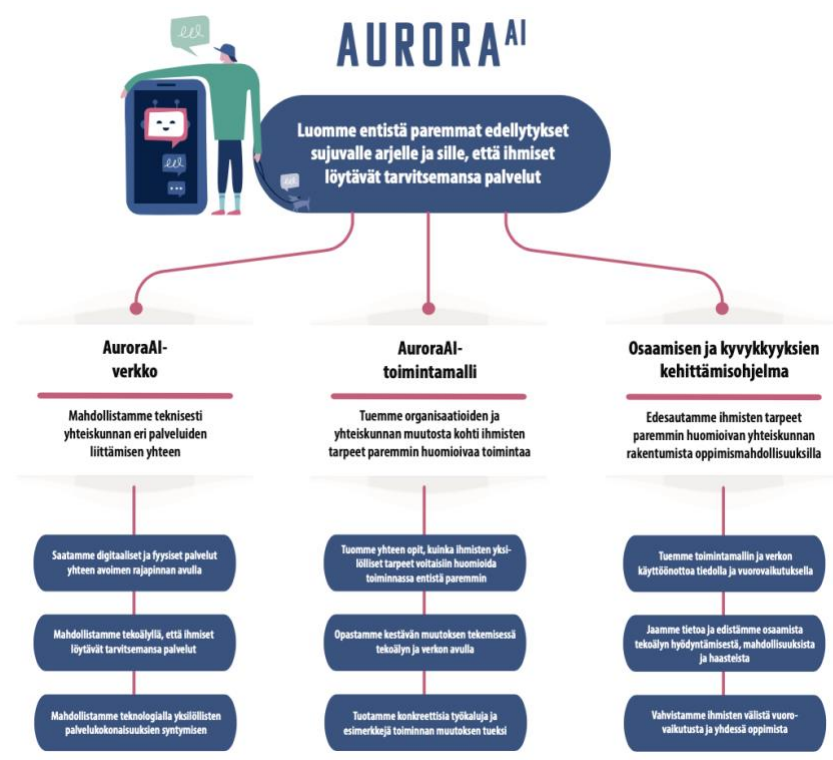 AURORA AI
Luomme entistä paremmat edellytykset
sujuvalle arjelle ja sille, että ihmiset
löytävät tarvitsemansa palvelut
AuroraAI-
verkko
Mahdollistamme teknisesti
yhteiskunnan eri palveluiden
liittämisen yhteen
Saatamme digitaaliset ja fyysiset palvelut
yhteen avoimen rajapinnan avulla
Mahdollistamme tekoälyllä, että ihmiset
löytävät tarvitsemansa palvelut
Mahdollistamme teknologialla yksilöllisten
palvelukokonaisuuksien syntymisen
AuroraAI-
toimintamalli
Tuemme organisaatioiden ja
yhteiskunnan muutosta kohti ihmisten
tarpeet paremmin huomioivaa toimintaa
Tuomme yhteen opit, kuinka ihmisten yksi-
lölliset tarpeet voitaisiin huomioida
toiminnassa entistä paremmin
Opastamme kestävän muutoksen tekemisessä
tekoälyn ja verkon avulla
Tuotamme konkreettisia työkaluja ja
esimerkkejä toiminnan muutoksen tueksi
Osaamisen ja kyvykkyyksien
kehittämisohjelma
Edesautamme ihmisten tarpeet
paremmin huomioivan yhteiskunnan
rakentumista oppimismahdollisuuksilla
Tuemme toimintamallin ja verkon
käyttöönottoa tiedolla ja vuorovaikutuksella
Jaamme tietoa ja edistämme osaamista
tekoälyn hyödyntämisestä, mahdollisuuksista
ja haasteista
Vahvistamme ihmisten välistä vuoro-
vaikutusta ja yhdessä oppimista